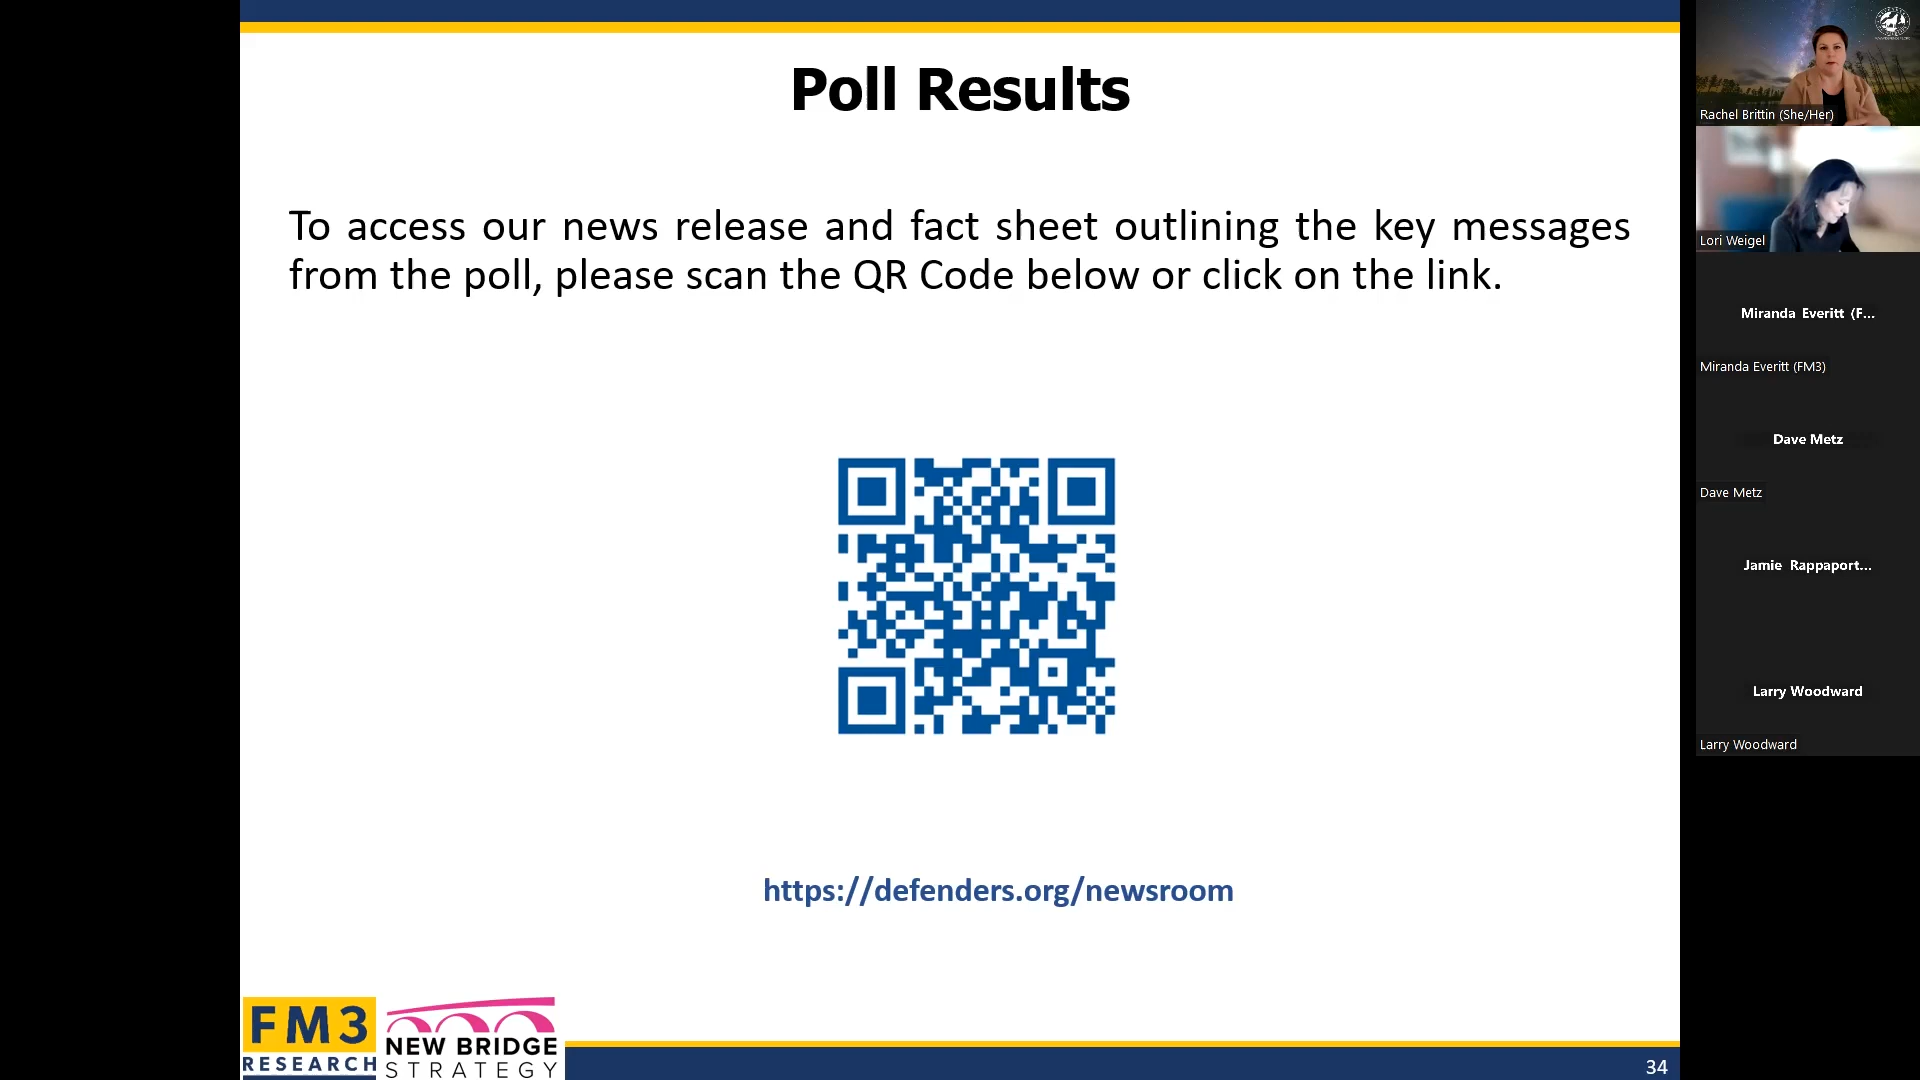 Poll Results
To access our news release and fact sheet outlining the key messages
from the poll, please scan the QR Code below or click on the link.
https://defenders.org/newsroom
FM3
RESEARCH
NEW BRIDGE
STRATEGY
34
Rachel Brittin (She/Her)
Lori Weigel
Miranda Everitt (F...
Miranda Everitt (FM3)
Dave Metz
Dave Metz
Jamie Rappaport...
Larry Woodward
Larry Woodward